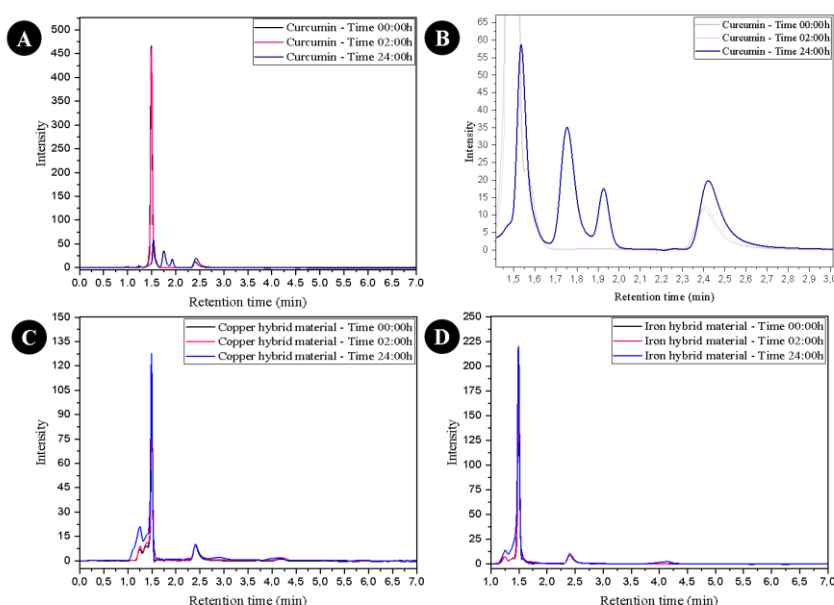 A
Intensity
500
450
400
350
300
250
200
150
100
50
0
0.0 0.5 1.0 1.5 2.0 2.5 3.0 3.5 4.0 4.5 5.0 5.5 6.0 6.5 7.0
Retention time (min)
Curcumin - Time 00:00h
Curcumin - Time 02:00h
Curcumin - Time 24:00h
B
Intensity
65
60
55
50
45
40
35
30
25
20
15
10
5
0
1,5 1,6 1,7 1,8 1,9 2,0 2,1 2,2 2,3 2,4 2,5 2,6 2,7 2,8 2,9 3,0
Retention time (min)
Curcumin - Time 00:00h
Curcumin - Time 02:00h
Curcumin - Time 24:00h
C
Intensity
150
135
120
105
90
75
60
45
30
15
0
0.0 0.5 1.0 1.5 2.0 2.5 3.0 3.5 4.0 4.5 5.0 5.5 6.0 6.5 7.0
Retention time (min)
Copper hybrid material - Time 00:00h
Copper hybrid material - Time 02:00h
Copper hybrid material - Time 24:00h
D
Intensity
250
225
200
175
150
125
100
75
50
25
0
1.0 1.5 2.0 2.5 3.0 3.5 4.0 4.5 5.0 5.5 6.0 6,5 7.0
Retention time (min)
Iron hybrid material - Time 00:00h
Iron hybrid material - Time 02:00h
Iron hybrid material - Time 24:00h